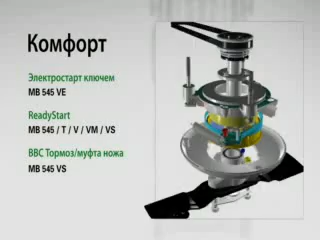 Комфорт
Электростарт ключем
MB 545 VE
ReadyStart
MB 545 / T / V / VM / VS
BBC Тормоз/муфта ножа
MB 545 VS